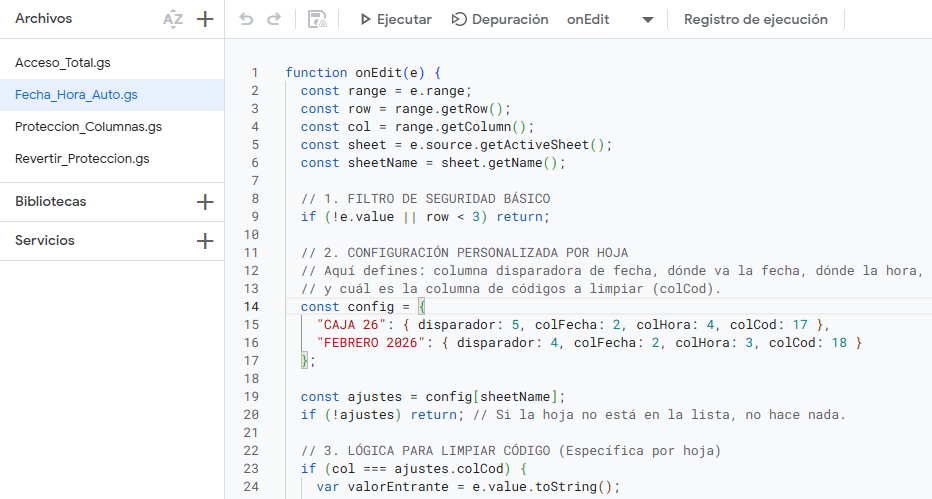 Archivos
AZ
Ejecutar
Depuración
onEdit
Registro de ejecución
Acceso_Total.gs
Fecha_Hora_Auto.gs
Proteccion_Columnas.gs
Revertir_Proteccion.gs
Bibliotecas
Servicios
1 function onEdit(e) {
2 const range = e.range;
3 const row = range.getRow();
4 const col = range.getColumn();
5 const sheet = e.source.getActiveSheet();
6 const sheetName = sheet.getName();
7
8 // 1. FILTRO DE SEGURIDAD BÁSICO
9 if (!e.value || row < 3) return;
10
11 // 2. CONFIGURACIÓN PERSONALIZADA POR HOJA
12 // Aquí defines: columna disparadora de fecha, dónde va la fecha, dónde la hora,
13 // y cuál es la columna de códigos a limpiar (colCod).
14 const config = {
15 "CAJA 26": { disparador: 5, colFecha: 2, colHora: 4, colCod: 17 },
16 "FEBRERO 2026": { disparador: 4, colFecha: 2, colHora: 3, colCod: 18 }
17 };
18
19 const ajustes = config[sheetName];
20 if (!ajustes) return; // Si la hoja no está en la lista, no hace nada.
21
22 // 3. LÓGICA PARA LIMPIAR CÓDIGO (Específica por hoja)
23 if (col === ajustes.colCod) {
24 var valorEntrante = e.value.toString();